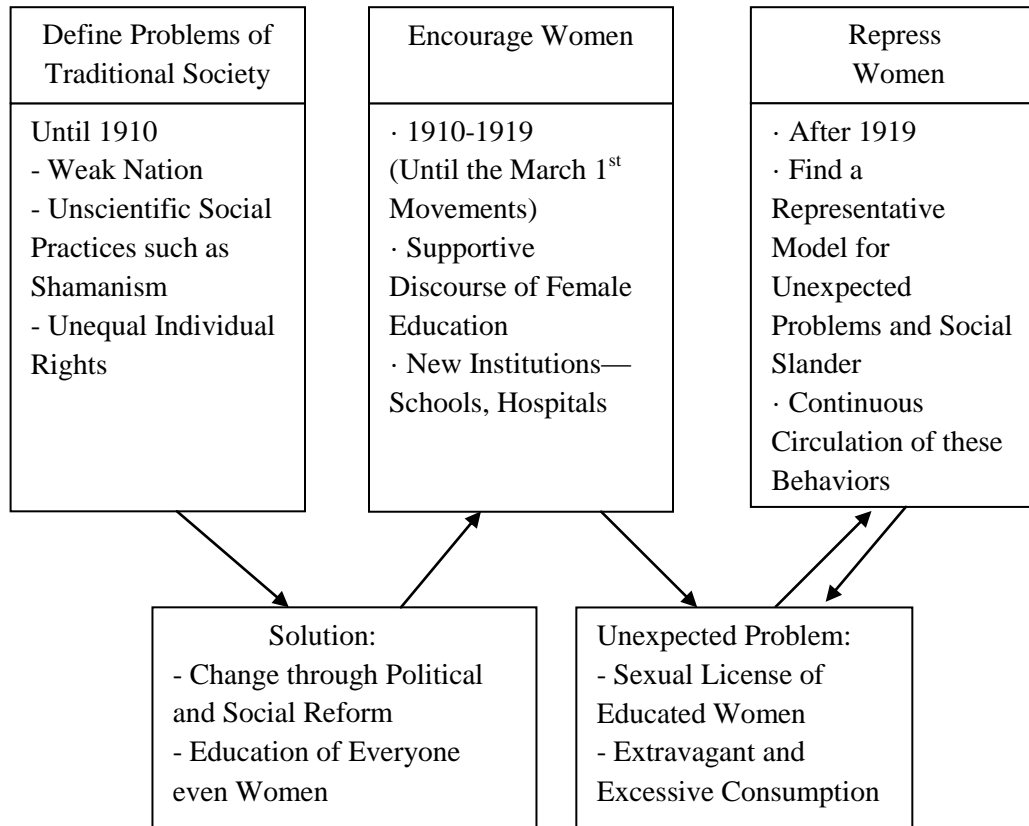 Define Problems of
Traditional Society
Until 1910
- Weak Nation
- Unscientific Social
Practices such as
Shamanism
- Unequal Individual
Rights
Encourage Women
· 1910-1919
(Until the March 1st
Movements)
· Supportive
Discourse of Female
Education
· New Institutions—
Schools, Hospitals
Repress
Women
· After 1919
· Find a
Representative
Model for
Unexpected
Problems and Social
Slander
· Continuous
Circulation of these
Behaviors
Solution:
- Change through Political
and Social Reform
- Education of Everyone
even Women
Unexpected Problem:
- Sexual License of
Educated Women
- Extravagant and
Excessive Consumption